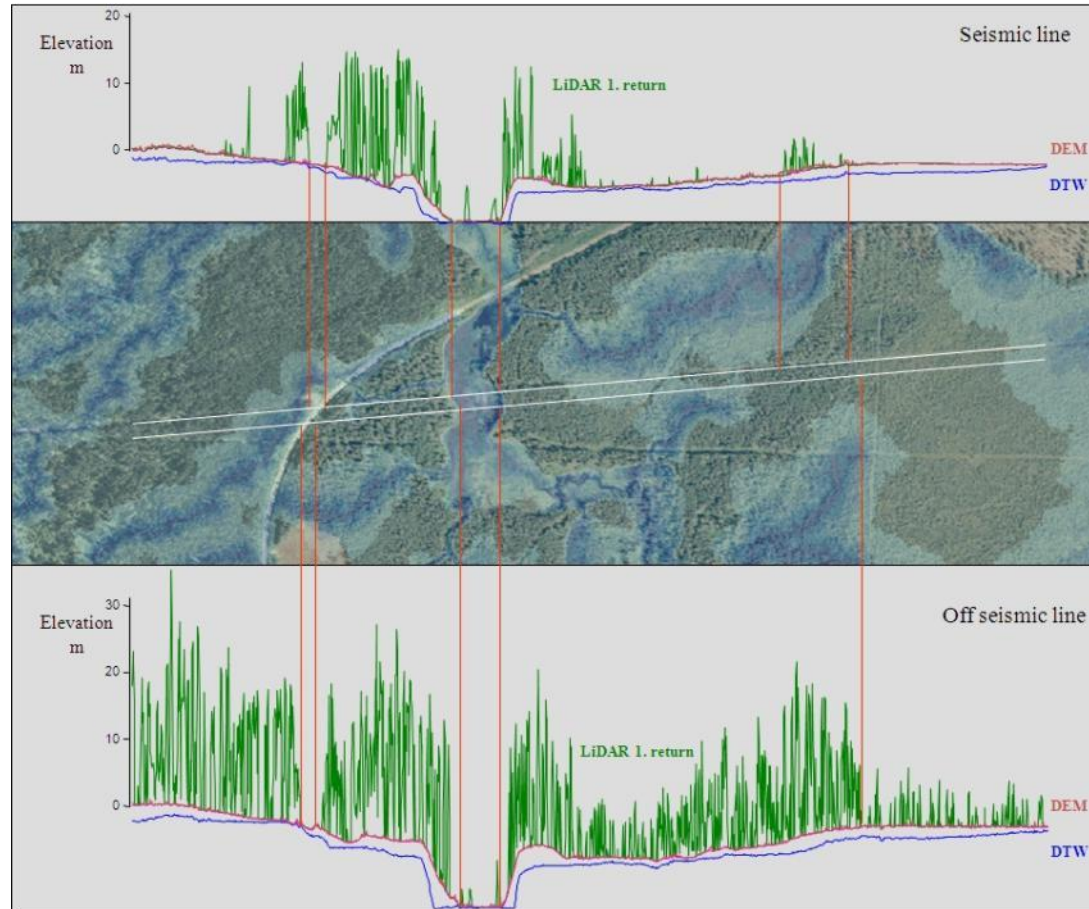 20
Elevation
m
Seismic line
10
LiDAR 1. return
0
DEM
DTW
30
Elevation
m
Off seismic line
20
10
LiDAR 1. return
0
DEM
DTW